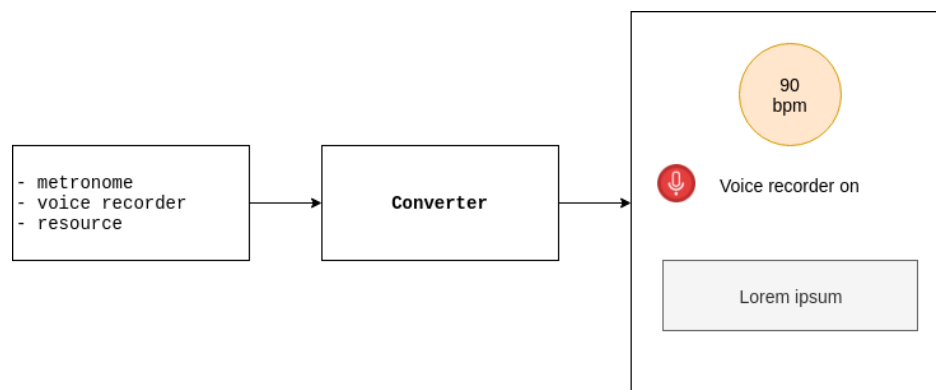 - metronome
- voice recorder
- resource
Converter
90
bpm
Voice recorder on
Lorem ipsum